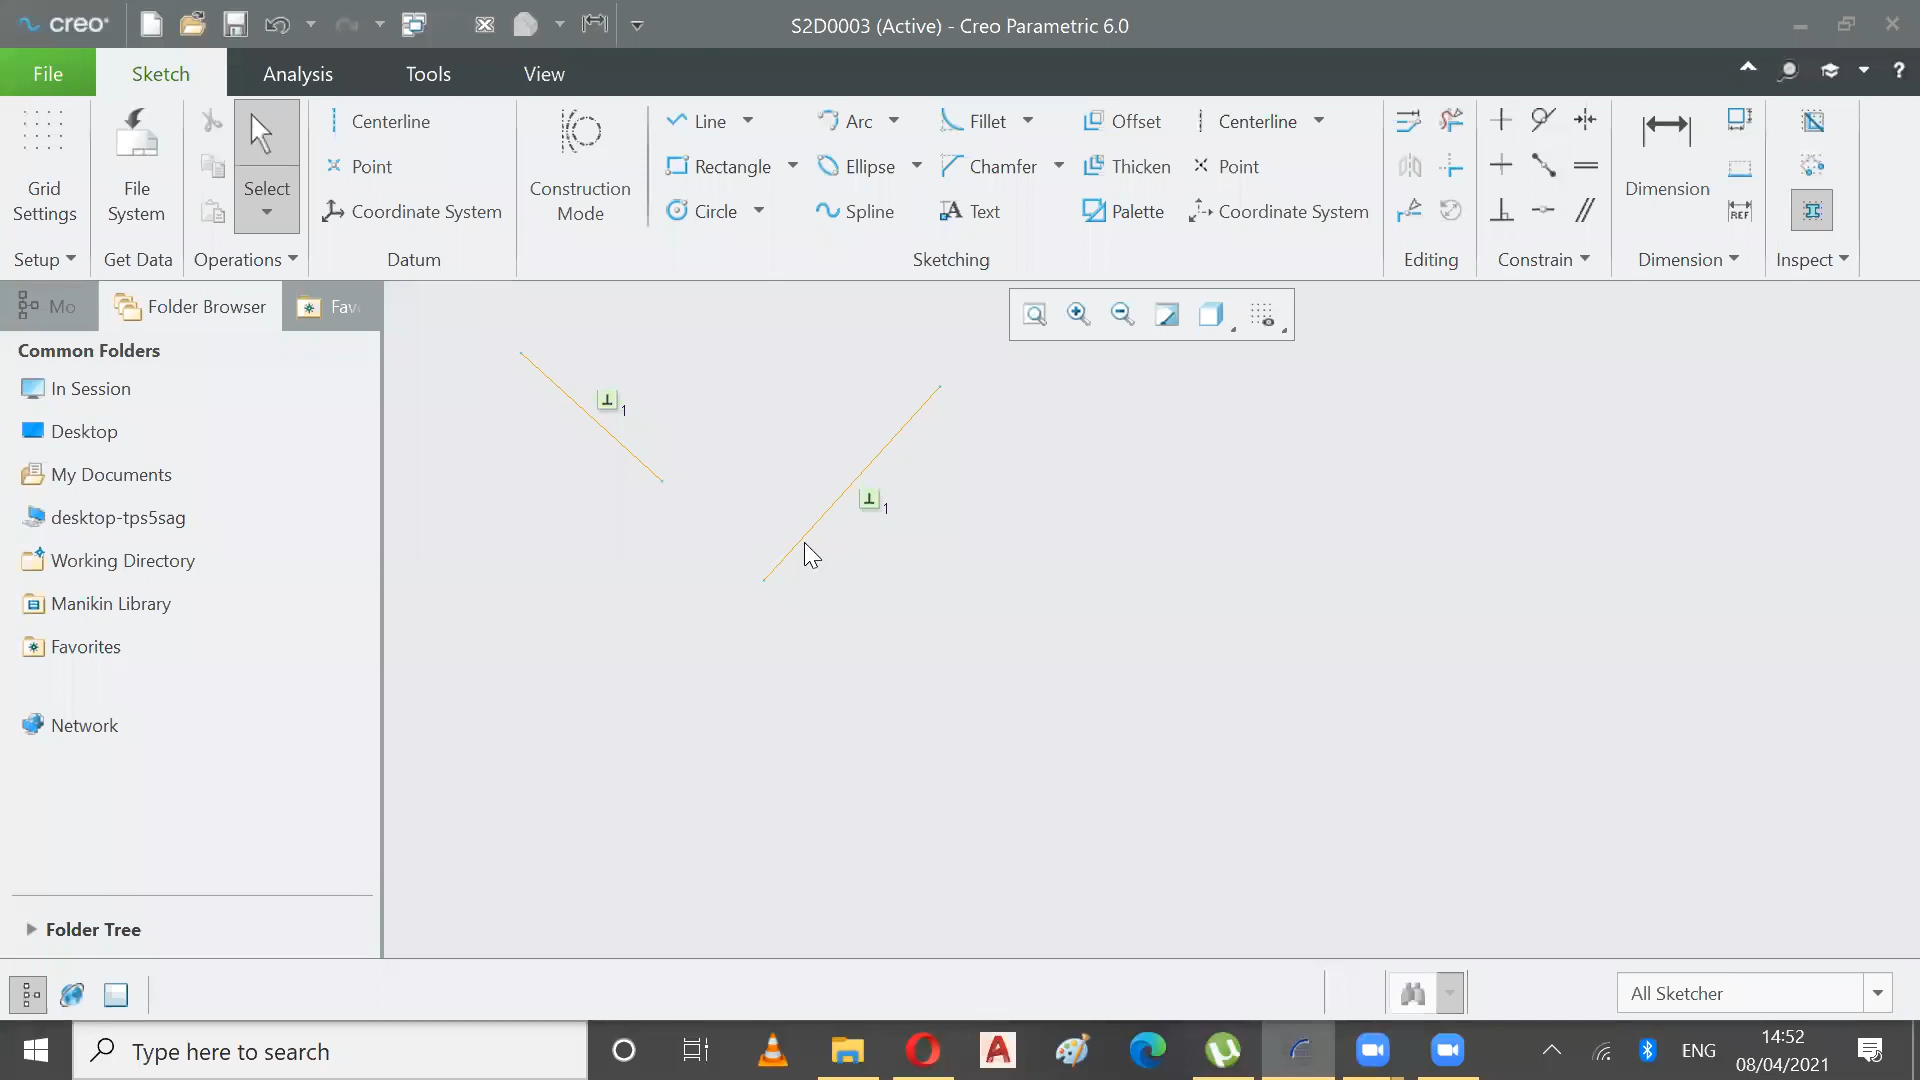 creo®
S2D0003 (Active) - Creo Parametric 6.0
File
Sketch
Analysis
Tools
View
?
Grid Settings
Setup
File System
Get Data
Select
Operations
Centerline
Point
Coordinate System
Datum
Construction Mode
Line
Arc
Fillet
Offset
Centerline
Rectangle
Ellipse
Chamfer
Thicken
Point
Circle
Spline
Text
Palette
Coordinate System
Sketching
Editing
Constrain
Dimension
REF
Dimension
Inspect
Mo
Folder Browser
Fav
Common Folders
In Session
Desktop
My Documents
desktop-tps5sag
Working Directory
Manikin Library
Favorites
Network
Folder Tree
1
1
All Sketcher
Type here to search
ENG
14:52
08/04/2021